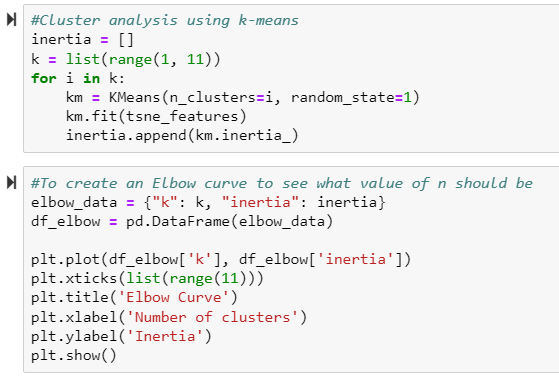 #Cluster analysis using k-means
inertia = []
k = list(range(1, 11))
for i in k:
    km = KMeans(n_clusters=i, random_state=1)
    km.fit(tsne_features)
    inertia.append(km.inertia_)
#To create an Elbow curve to see what value of n should be
elbow_data = {"k": k, "inertia": inertia}
df_elbow = pd.DataFrame(elbow_data)

plt.plot(df_elbow['k'], df_elbow['inertia'])
plt.xticks(list(range(11)))
plt.title('Elbow Curve')
plt.xlabel('Number of clusters')
plt.ylabel('Inertia')
plt.show()